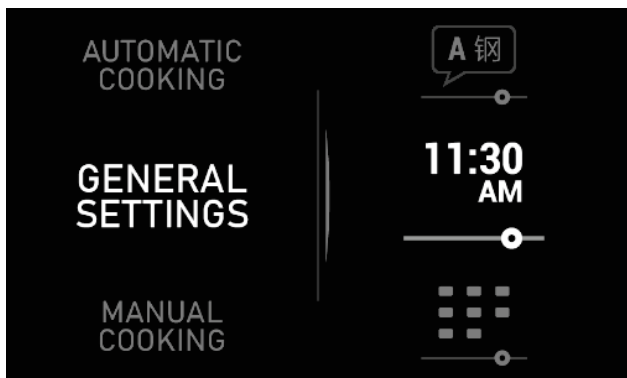 AUTOMATIC
COOKING
A 钢
GENERAL
SETTINGS
11:30
AM
MANUAL
COOKING